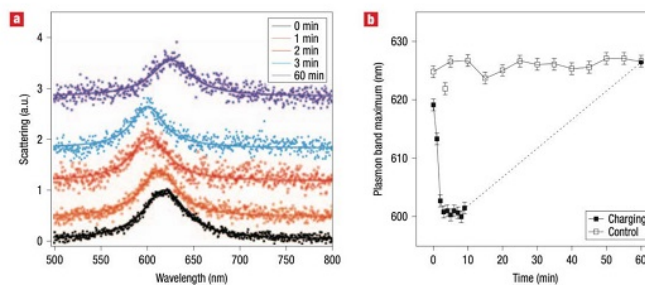 a
Scattering (a.u.)
4
3
2
1
0
0 min
1 min
2 min
3 min
60 min
500
550
600
650
700
750
800
Wavelength (nm)
b
Plasmon band maximum (nm)
630
620
610
600
Charging
Control
0
10
20
30
40
50
60
Time (min)